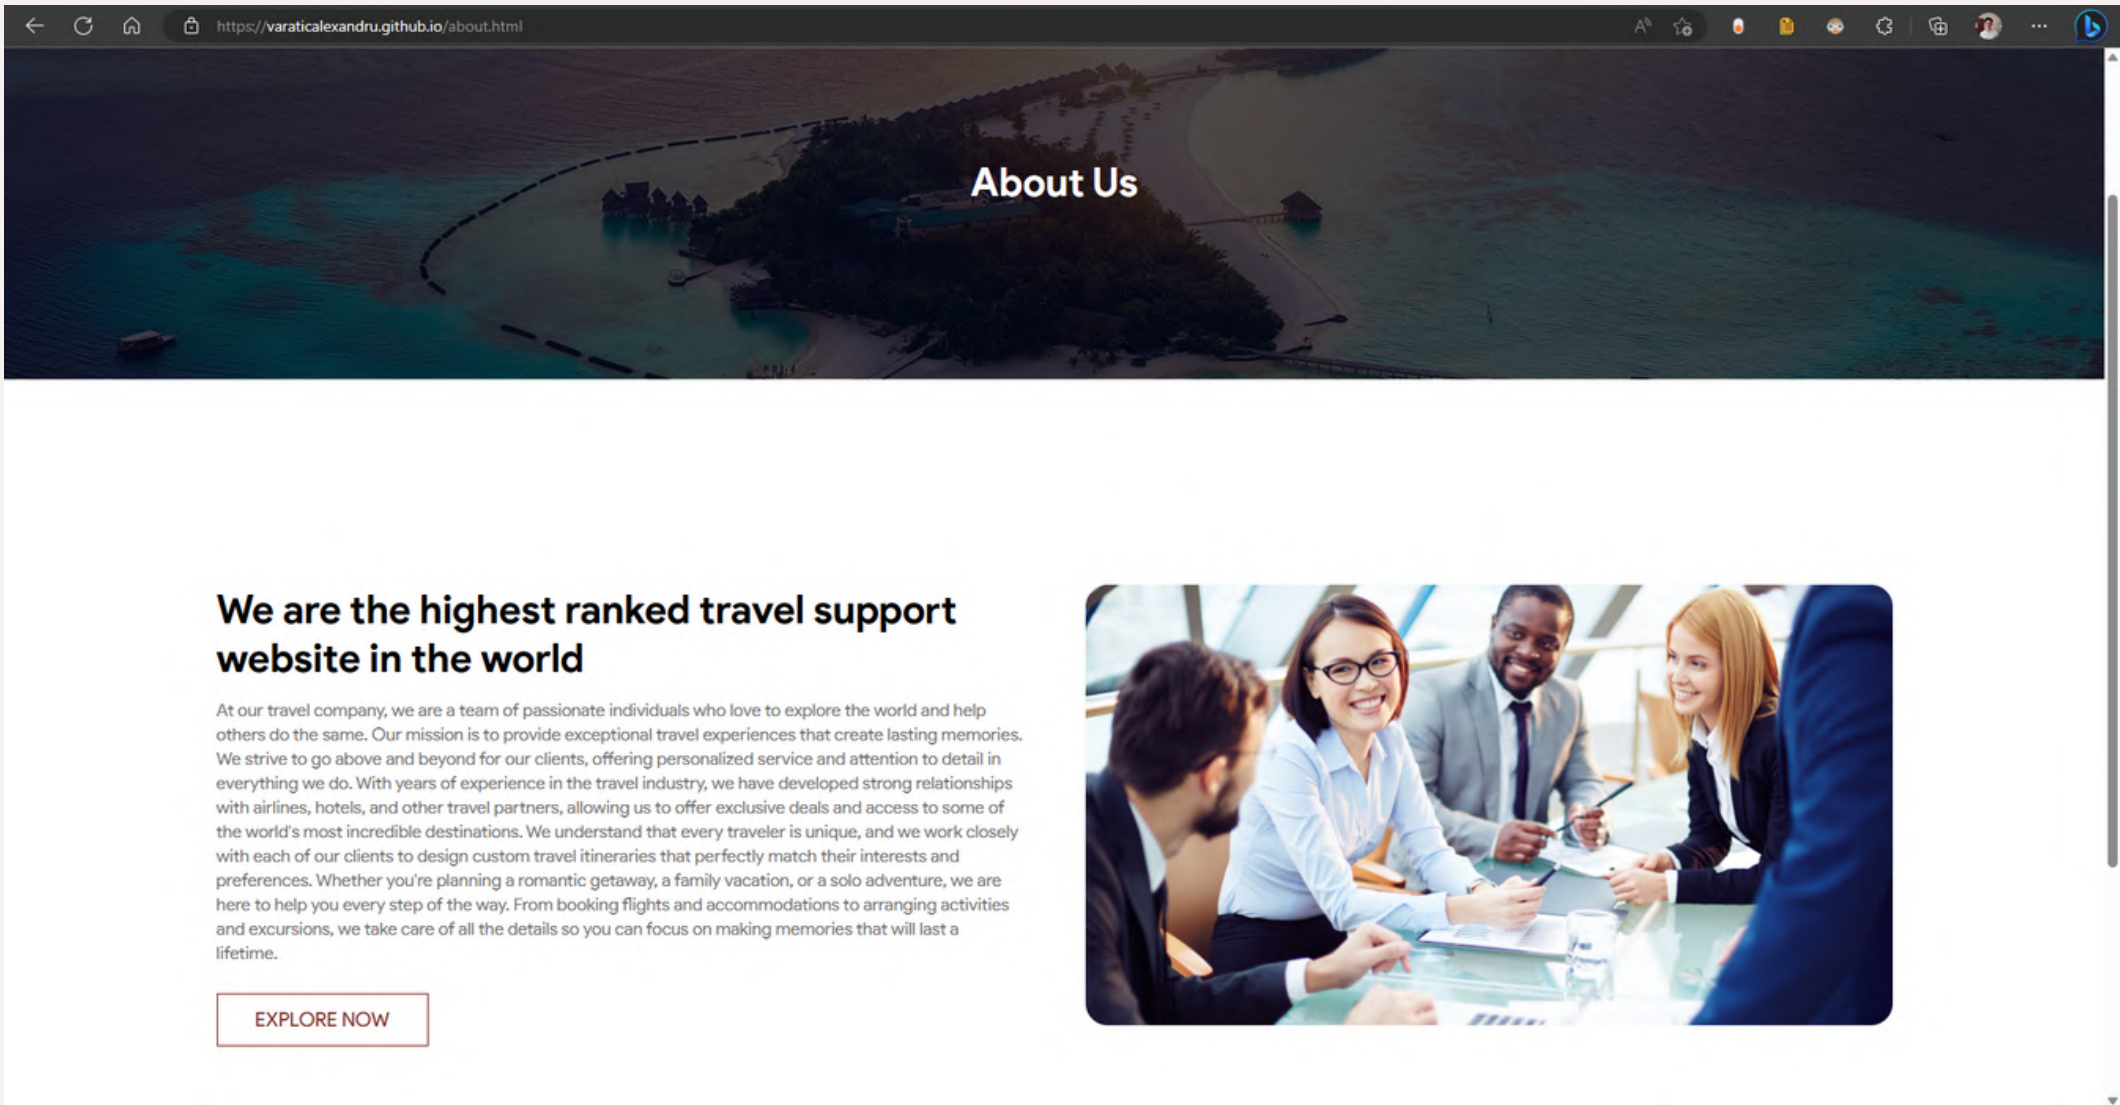 https://varaticalexandru.github.io/about.html
About Us
We are the highest ranked travel support
website in the world
At our travel company, we are a team of passionate individuals who love to explore the world and help
others do the same. Our mission is to provide exceptional travel experiences that create lasting memories.
We strive to go above and beyond for our clients, offering personalized service and attention to detail in
everything we do. With years of experience in the travel industry, we have developed strong relationships
with airlines, hotels, and other travel partners, allowing us to offer exclusive deals and access to some of
the world's most incredible destinations. We understand that every traveler is unique, and we work closely
with each of our clients to design custom travel itineraries that perfectly match their interests and
preferences. Whether you're planning a romantic getaway, a family vacation, or a solo adventure, we are
here to help you every step of the way. From booking flights and accommodations to arranging activities
and excursions, we take care of all the details so you can focus on making memories that will last a
lifetime.
EXPLORE NOW